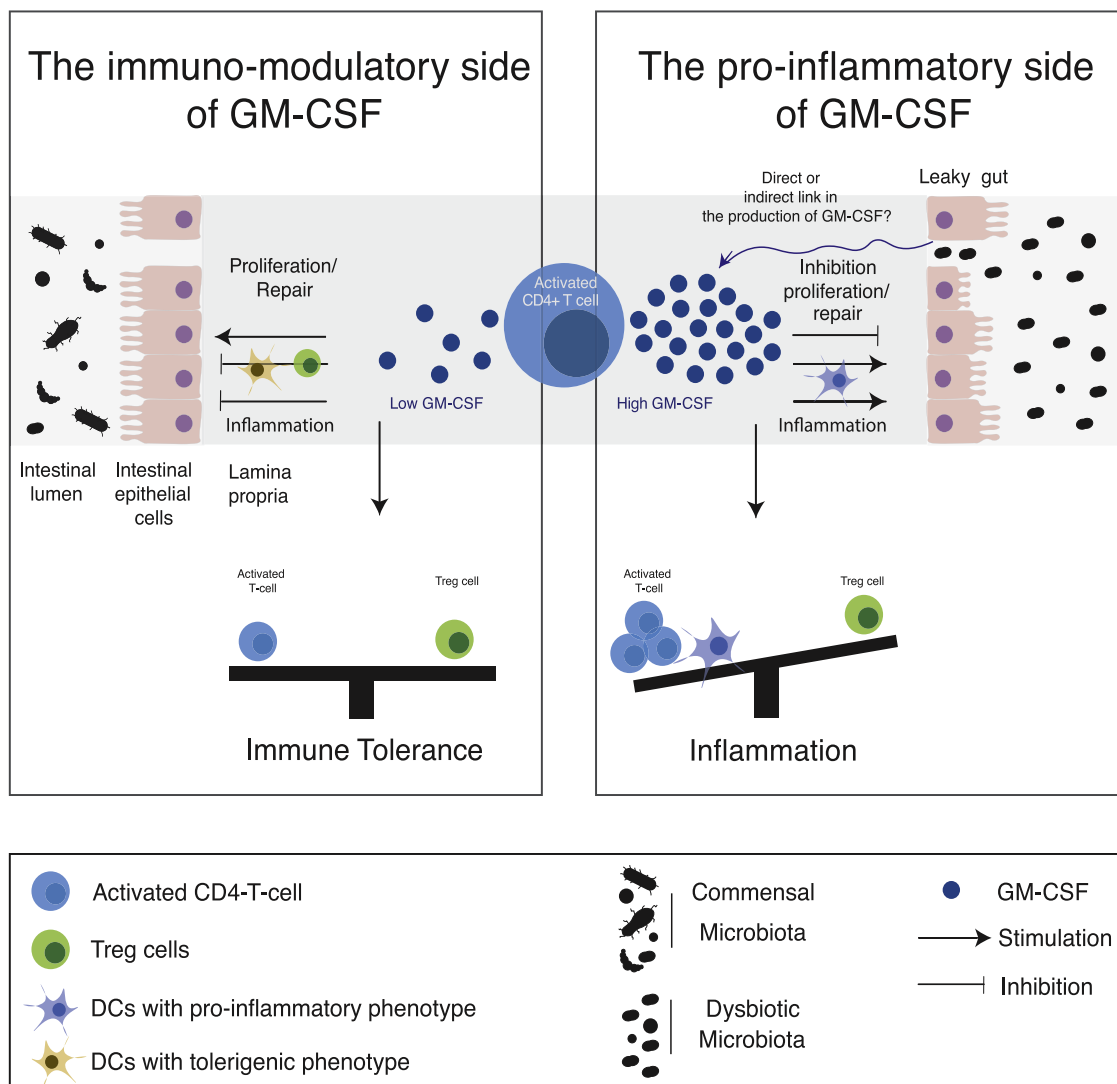 The immuno-modulatory side
of GM-CSF
Proliferation/
Repair
Inflammation
Low GM-CSF
Activated
CD4+ T cell
Intestinal
lumen
Intestinal
epithelial
cells
Lamina
propria
Activated
T-cell
Treg cell
Immune Tolerance
The pro-inflammatory side
of GM-CSF
Direct or
indirect link in
the production of GM-CSF?
Leaky gut
Inhibition
proliferation/
repair
High GM-CSF
Inflammation
Activated
T-cell
Treg cell
Inflammation
Activated CD4-T-cell
Treg cells
DCs with pro-inflammatory phenotype
DCs with tolerigenic phenotype
Commensal
Microbiota
Dysbiotic
Microbiota
GM-CSF
Stimulation
Inhibition